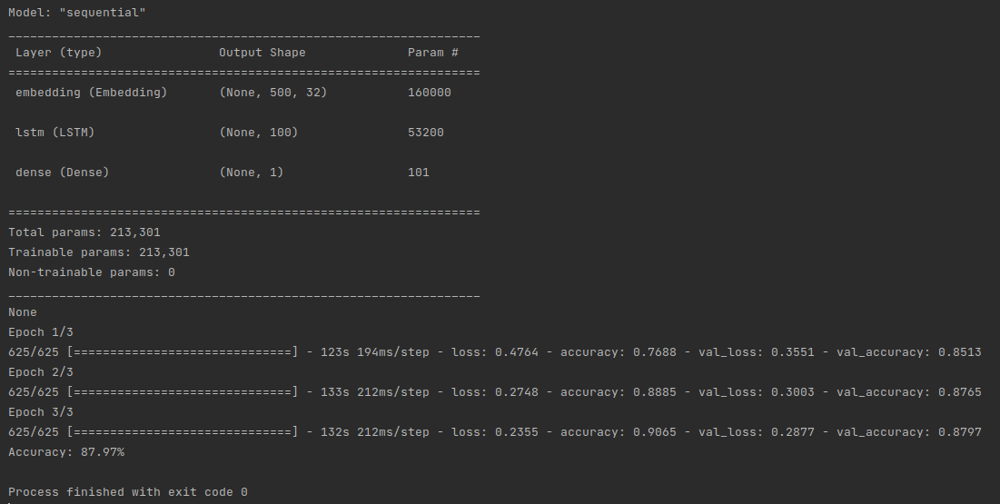 Model: "sequential"
_________________________________________________________________
 Layer (type)                Output Shape              Param #
=================================================================
 embedding (Embedding)       (None, 500, 32)           160000
 lstm (LSTM)                 (None, 100)               53200
 dense (Dense)               (None, 1)                 101
=================================================================
Total params: 213,301
Trainable params: 213,301
Non-trainable params: 0
_________________________________________________________________
None
Epoch 1/3
625/625 [==============================] - 123s 194ms/step - loss: 0.4764 - accuracy: 0.7688 - val_loss: 0.3551 - val_accuracy: 0.8513
Epoch 2/3
625/625 [==============================] - 133s 212ms/step - loss: 0.2748 - accuracy: 0.8885 - val_loss: 0.3003 - val_accuracy: 0.8765
Epoch 3/3
625/625 [==============================] - 132s 212ms/step - loss: 0.2355 - accuracy: 0.9065 - val_loss: 0.2877 - val_accuracy: 0.8797
Accuracy: 87.97%
Process finished with exit code 0